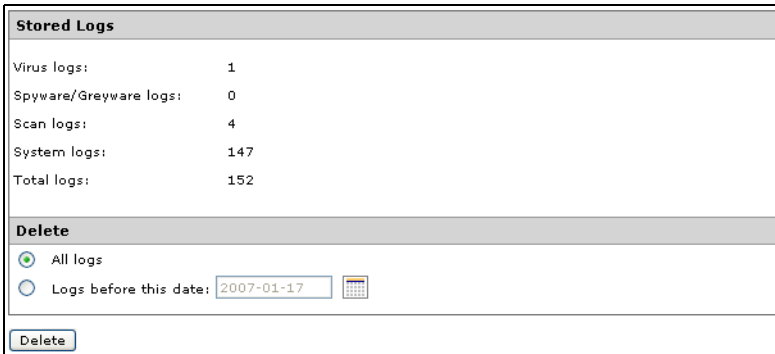 Stored Logs
Virus logs: 1
Spyware/Greyware logs: 0
Scan logs: 4
System logs: 147
Total logs: 152
Delete
All logs
Logs before this date: 2007-01-17
Delete